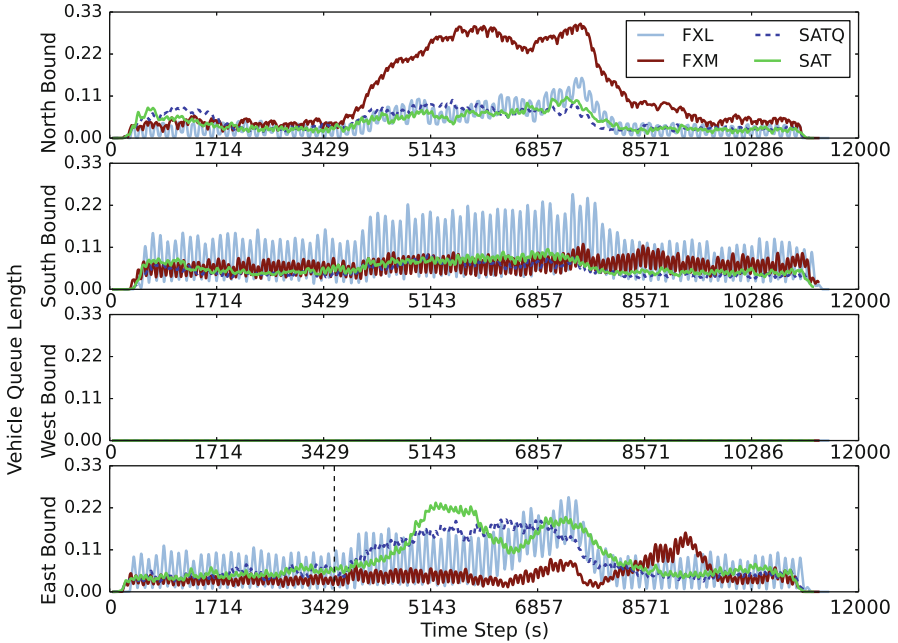 0.33
0.22
0.11
0.00
North Bound
FXL
FXM
SATQ
SAT
0 1714 3429 5143 6857 8571 10286 12000
0.33
0.22
0.11
0.00
South Bound
0 1714 3429 5143 6857 8571 10286 12000
Vehicle Queue Length
0.33
0.22
0.11
0.00
West Bound
0 1714 3429 5143 6857 8571 10286 12000
0.33
0.22
0.11
0.00
East Bound
0 1714 3429 5143 6857 8571 10286 12000
Time Step (s)